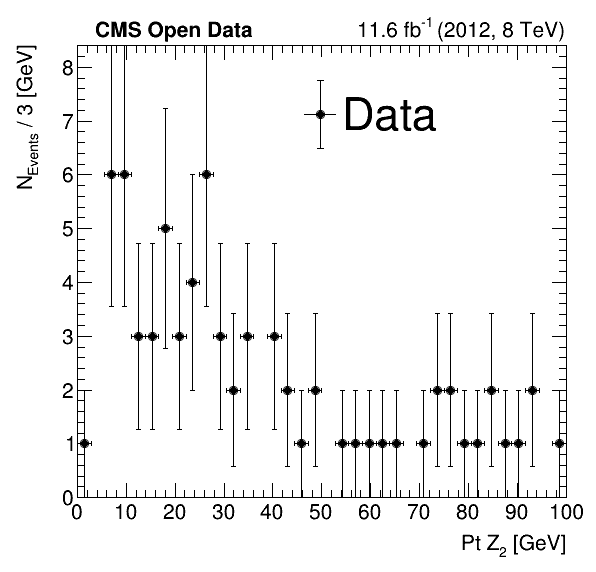 CMS Open Data 11.6 fb⁻¹ (2012, 8 TeV)
N_Events / 3 [GeV]
8
7
6
5
4
3
2
1
0
Data
0 10 20 30 40 50 60 70 80 90 100
Pt Z₂ [GeV]